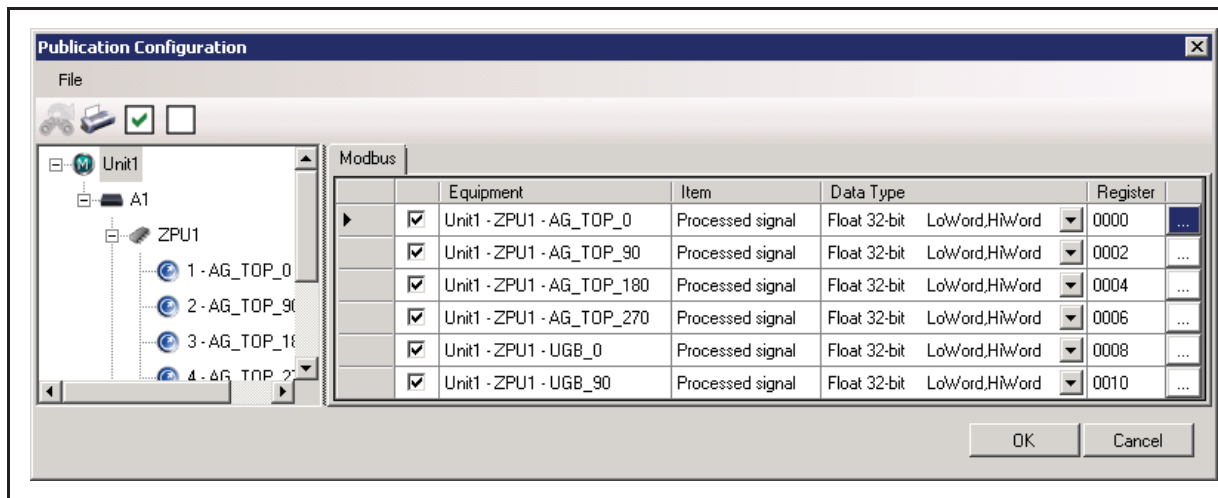 Publication Configuration
File
Unit1
A1
ZPU1
1 - AG_TOP_0
2 - AG_TOP_90
3 - AG_TOP_18
4 - AG_TOP_27
Modbus
Equipment Item Data Type Register
Unit1 - ZPU1 - AG_TOP_0 Processed signal Float 32-bit LoWord,HiWord 0000 ...
Unit1 - ZPU1 - AG_TOP_90 Processed signal Float 32-bit LoWord,HiWord 0002 ...
Unit1 - ZPU1 - AG_TOP_180 Processed signal Float 32-bit LoWord,HiWord 0004 ...
Unit1 - ZPU1 - AG_TOP_270 Processed signal Float 32-bit LoWord,HiWord 0006 ...
Unit1 - ZPU1 - UGB_0 Processed signal Float 32-bit LoWord,HiWord 0008 ...
Unit1 - ZPU1 - UGB_90 Processed signal Float 32-bit LoWord,HiWord 0010 ...
OK Cancel